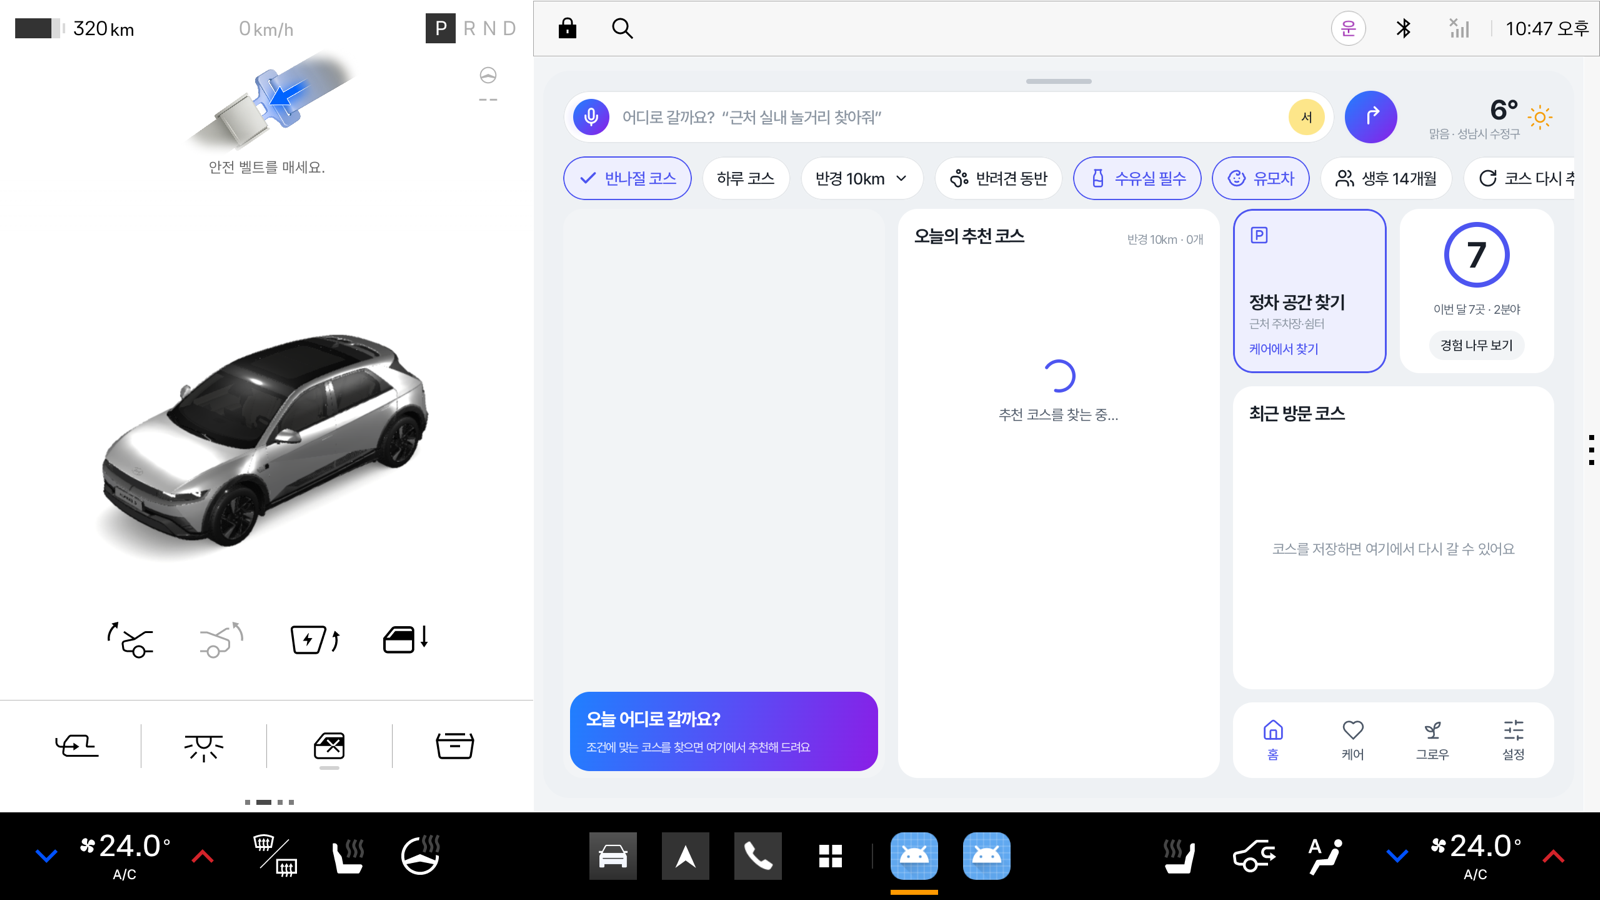 320 km
0 km/h
P R N D
안전 벨트를 매세요.
운
10:47 오후
어디로 갈까요? “근처 실내 놀거리 찾아줘”
서
6°
맑음 · 성남시 수정구
반나절 코스
하루 코스
반경 10km
반려견 동반
수유실 필수
유모차
생후 14개월
코스 다시 추
오늘의 추천 코스
반경 10km · 0개
추천 코스를 찾는 중...
오늘 어디로 갈까요?
조건에 맞는 코스를 찾으면 여기에서 추천해 드려요
P
정차 공간 찾기
근처 주차장·쉼터
케어에서 찾기
7
이번 달 7곳 · 2분야
경험 나무 보기
최근 방문 코스
코스를 저장하면 여기에서 다시 갈 수 있어요
홈
케어
그로우
설정
24.0°
A/C
A
24.0°
A/C